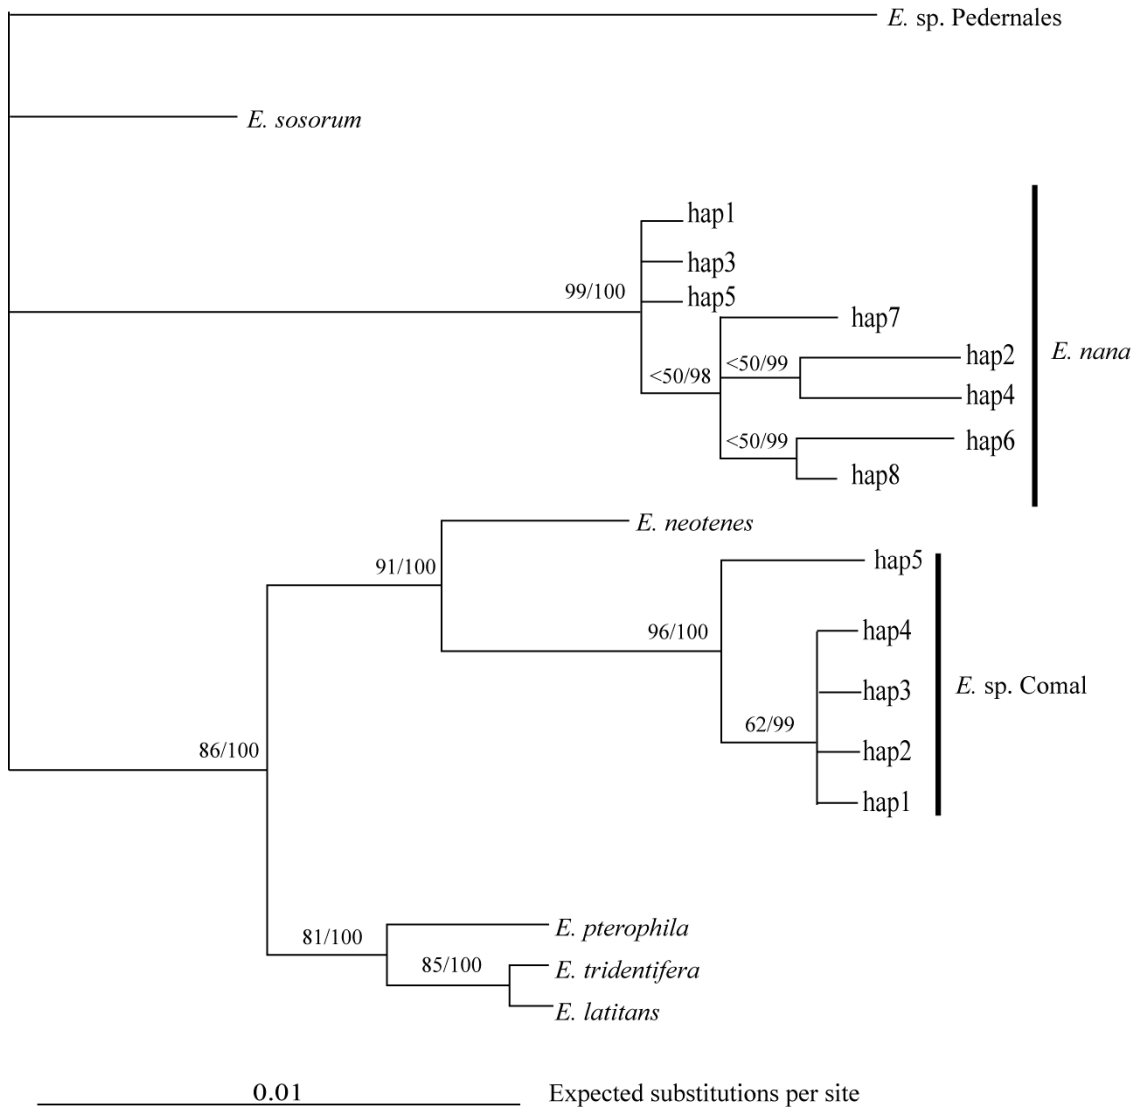 E. sp. Pedernales
E. sosorum
hap1
hap3
99/100
hap5
hap7
E. nana
hap2
<50/99
<50/98
hap4
<50/99
hap6
hap8
E. neotenes
hap5
91/100
96/100
hap4
E. sp. Comal
hap3
62/99
86/100
hap2
hap1
E. pterophila
81/100
85/100
E. tridentifera
E. latitans
0.01
Expected substitutions per site